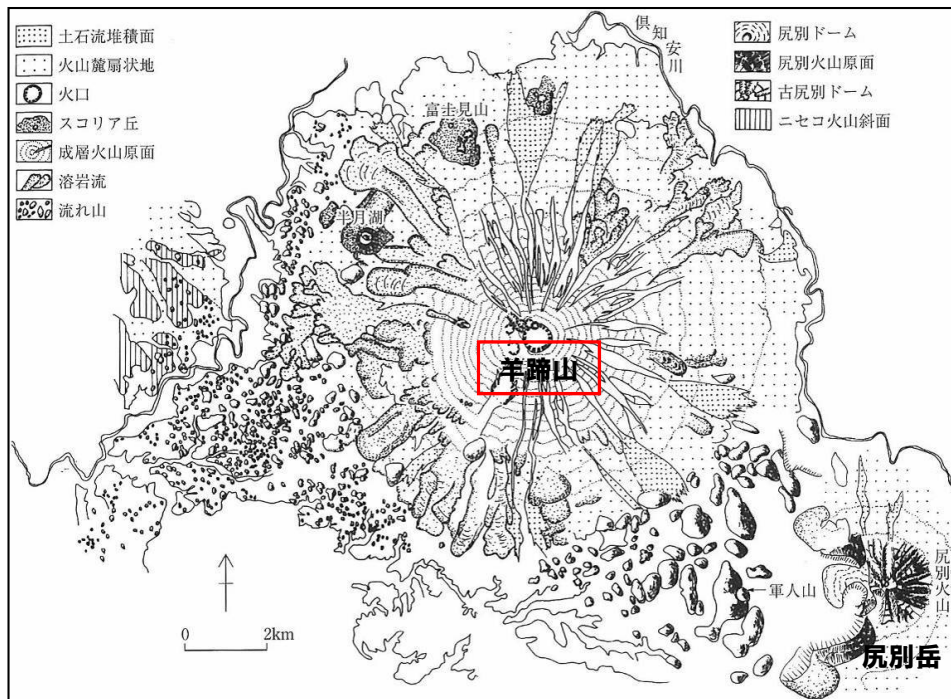 土石流堆積面
火山麓扇状地
火口
スコリア丘
成層火山原面
溶岩流
流れ山
尻別ドーム
尻別火山原面
古尻別ドーム
ニセコ火山斜面
倶知安川
富士見山
半月湖
羊蹄山
軍人山
尻別火山
尻別岳
0 2km